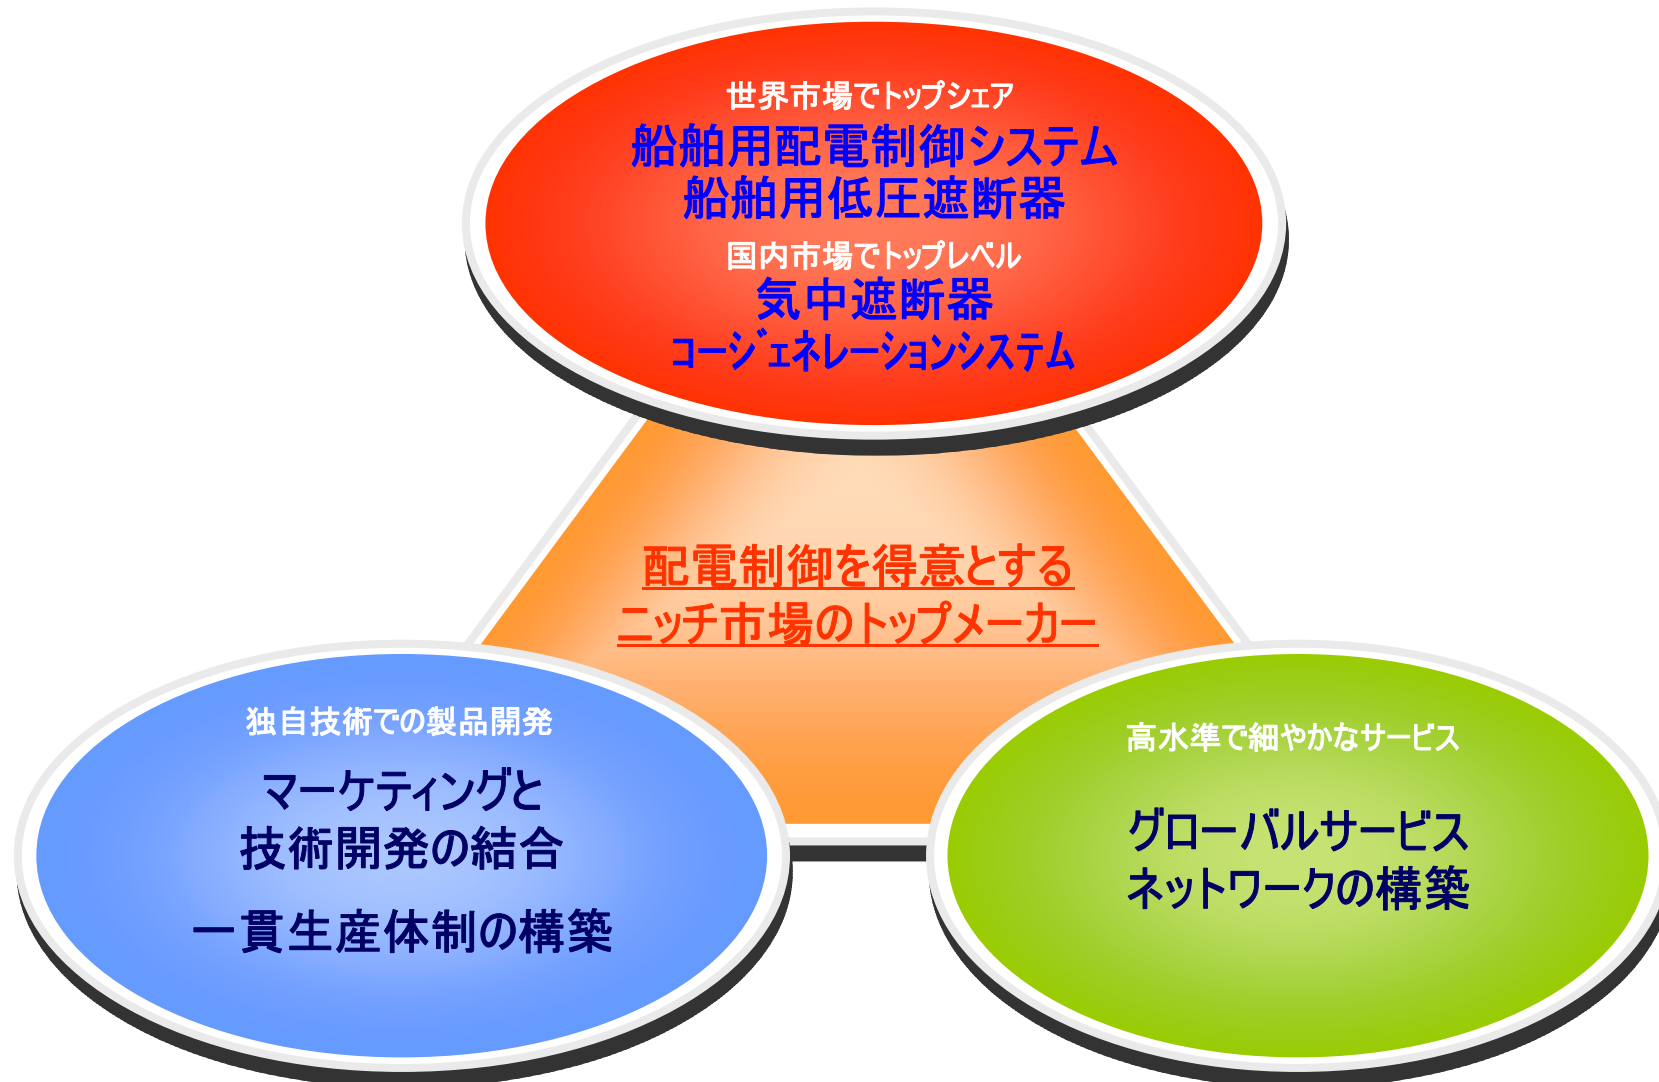 世界市場でトップシェア
船舶用配電制御システム
船舶用低圧遮断器
国内市場でトップレベル
気中遮断器
コージェネレーションシステム
配電制御を得意とする
ニッチ市場のトップメーカー
独自技術での製品開発
マーケティングと
技術開発の結合
一貫生産体制の構築
高水準で細やかなサービス
グローバルサービス
ネットワークの構築